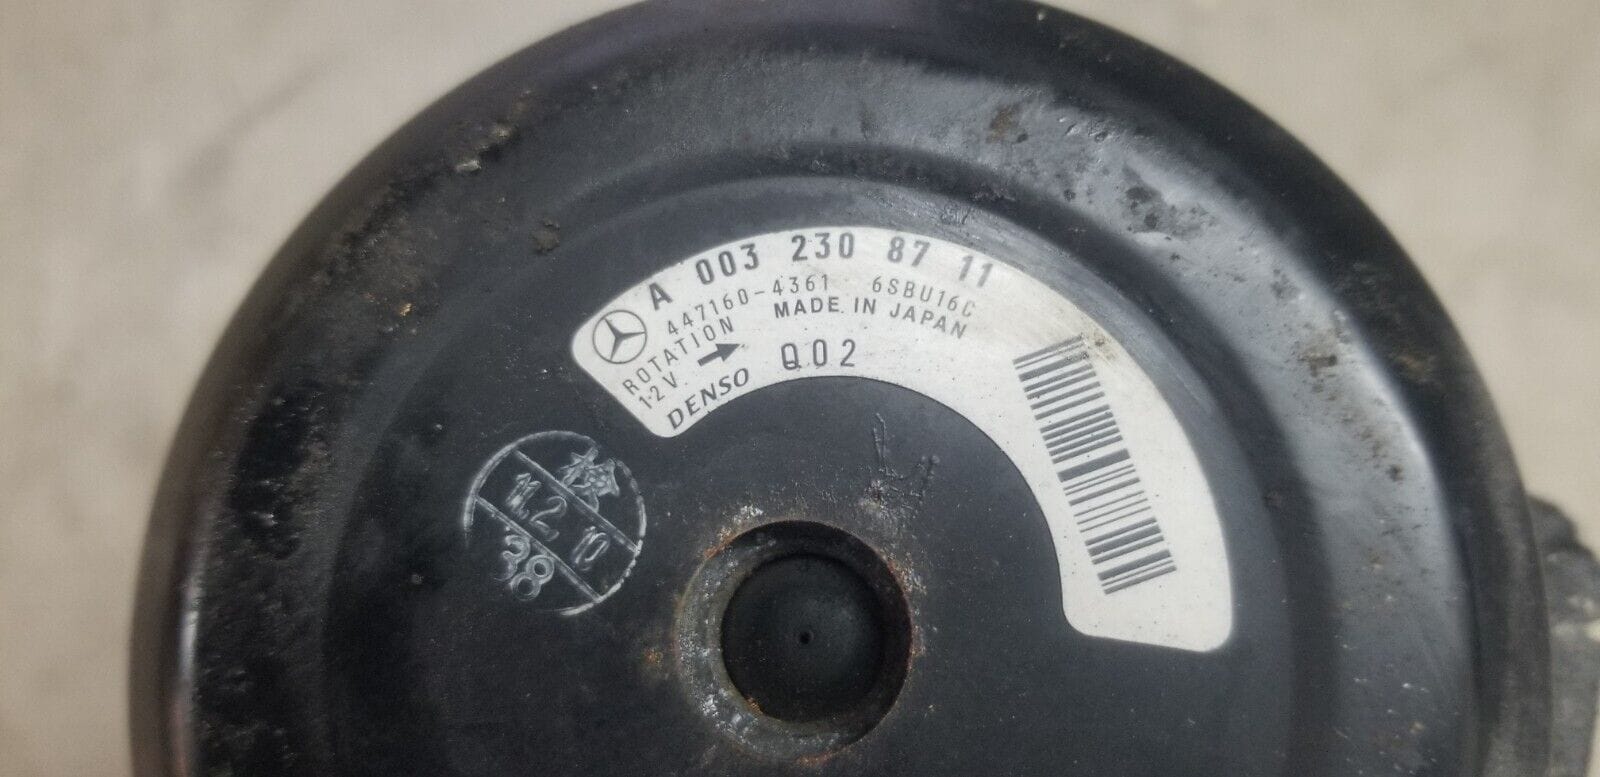 A 003 230 87 11
447160-4361 6SBU16C
ROTATION MADE IN JAPAN
12V
DENSO Q02
検
11.2 10
38